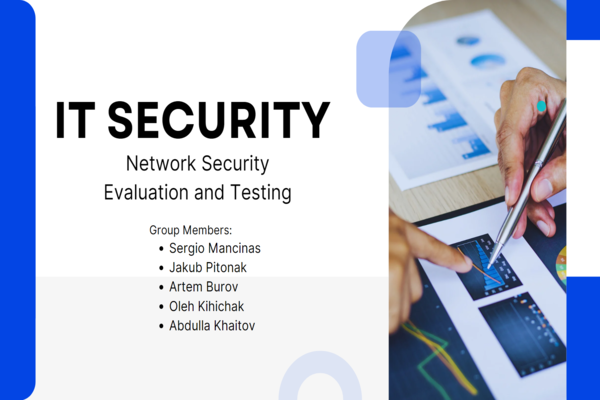 IT SECURITY
Network Security
Evaluation and Testing
Group Members:
• Sergio Mancinas
• Jakub Pitonak
• Artem Burov
• Oleh Kihichak
• Abdulla Khaitov